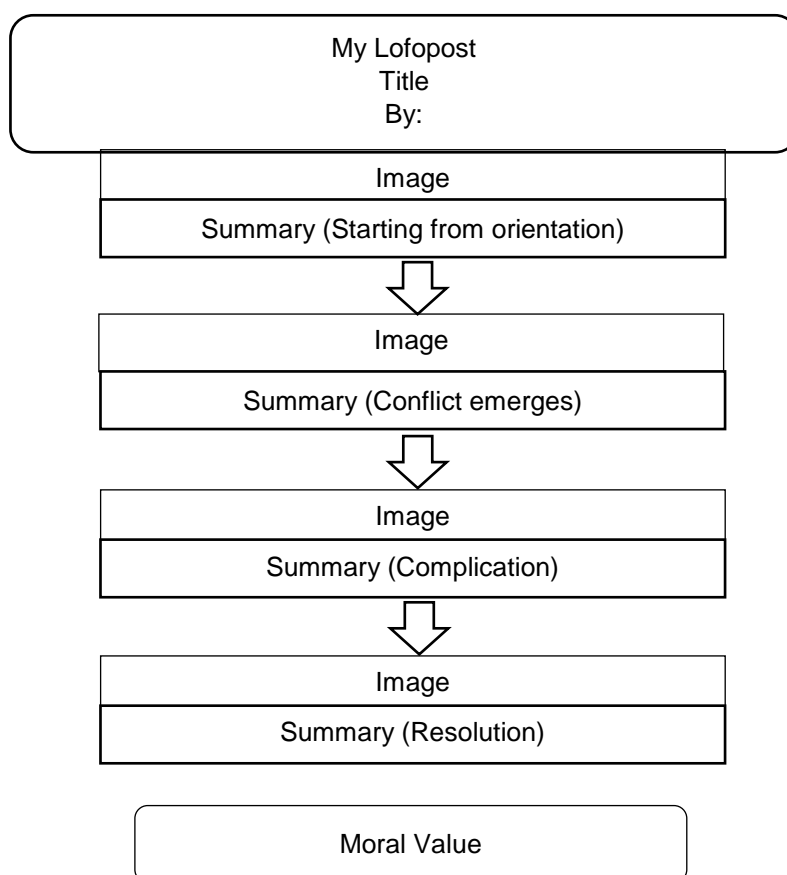 My Lofopost
Title
By:
Image
Summary (Starting from orientation)
Image
Summary (Conflict emerges)
Image
Summary (Complication)
Image
Summary (Resolution)
Moral Value